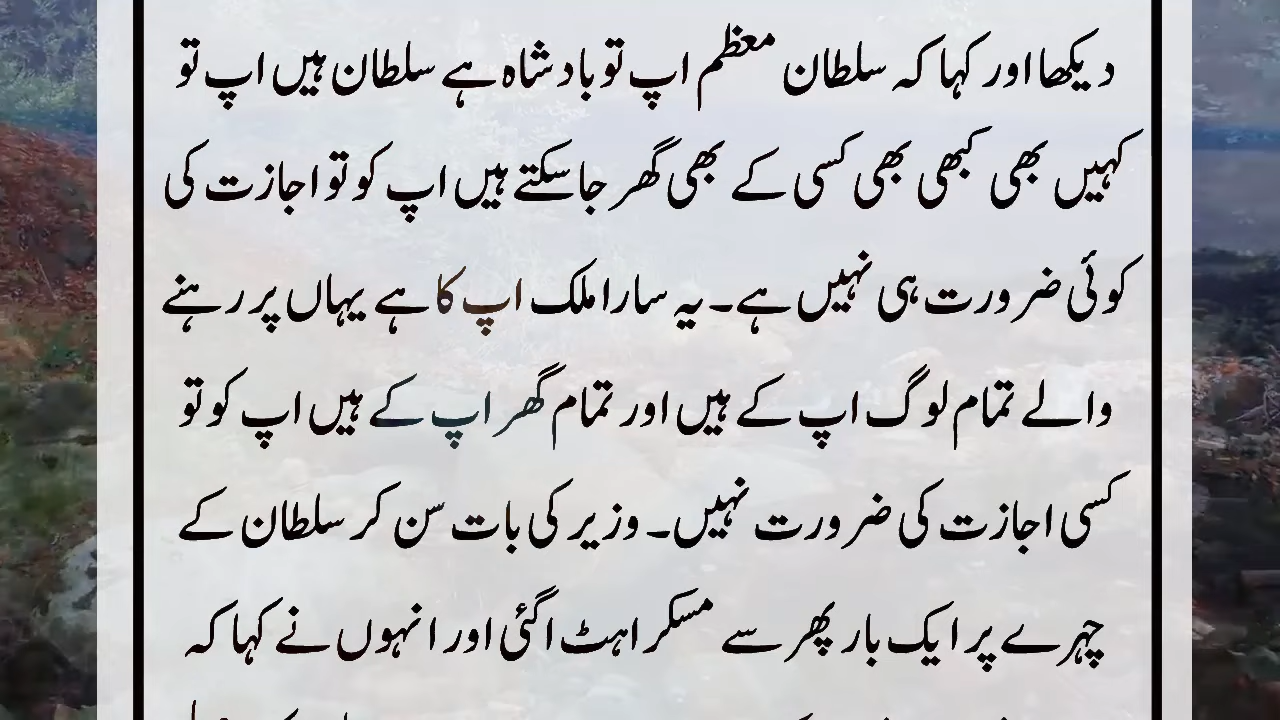 دیکھا اور کہا کہ سلطان معظم اپ تو بادشاہ ہے سلطان ہیں اپ تو
کہیں بھی کبھی بھی کسی کے بھی گھر جا سکتے ہیں اپ کو تو اجازت کی
کوئی ضرورت ہی نہیں ہے۔ یہ سارا ملک اپ کا ہے یہاں پر رہنے
والے تمام لوگ اپ کے ہیں اور تمام گھر اپ کے ہیں اپ کو تو
کسی اجازت کی ضرورت نہیں۔ وزیر کی بات سن کر سلطان کے
چہرے پر ایک بار پھر سے مسکراہٹ اگئی اور انہوں نے کہا کہ